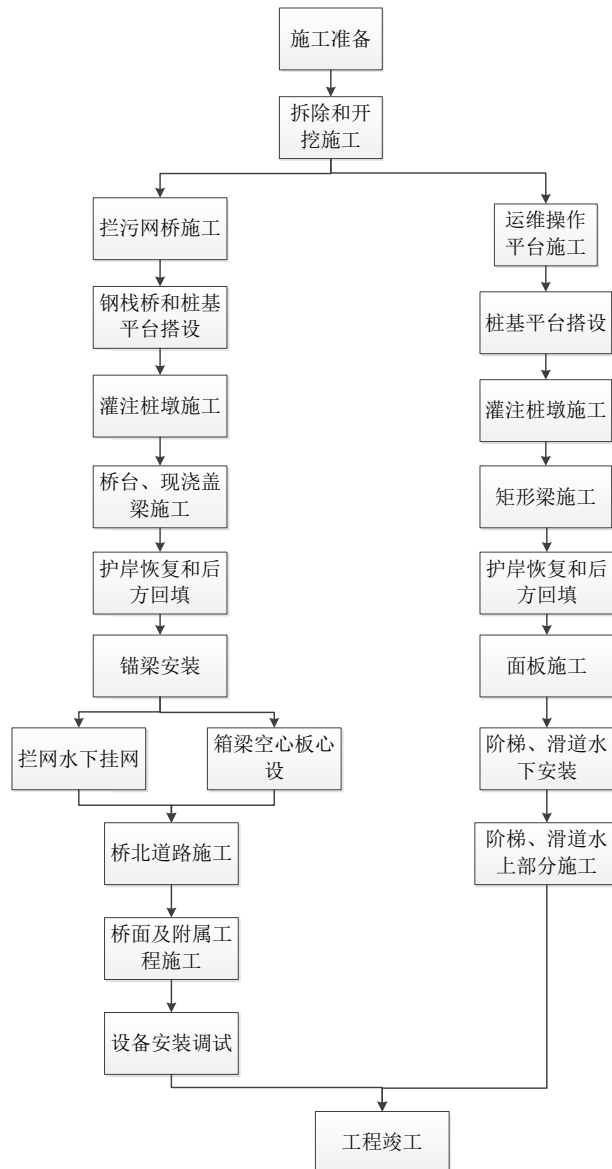 施工准备
拆除和开
挖施工
拦污网桥施工
运维操作
平台施工
钢栈桥和桩基
平台搭设
桩基平台搭设
灌注桩墩施工
灌注桩墩施工
桥台、现浇盖
梁施工
矩形梁施工
护岸恢复和后
方回填
护岸恢复和后
方回填
锚梁安装
面板施工
拦网水下挂网
箱梁空心板心
设
阶梯、滑道水
下安装
桥北道路施工
阶梯、滑道水
上部分施工
桥面及附属工
程施工
设备安装调试
工程竣工